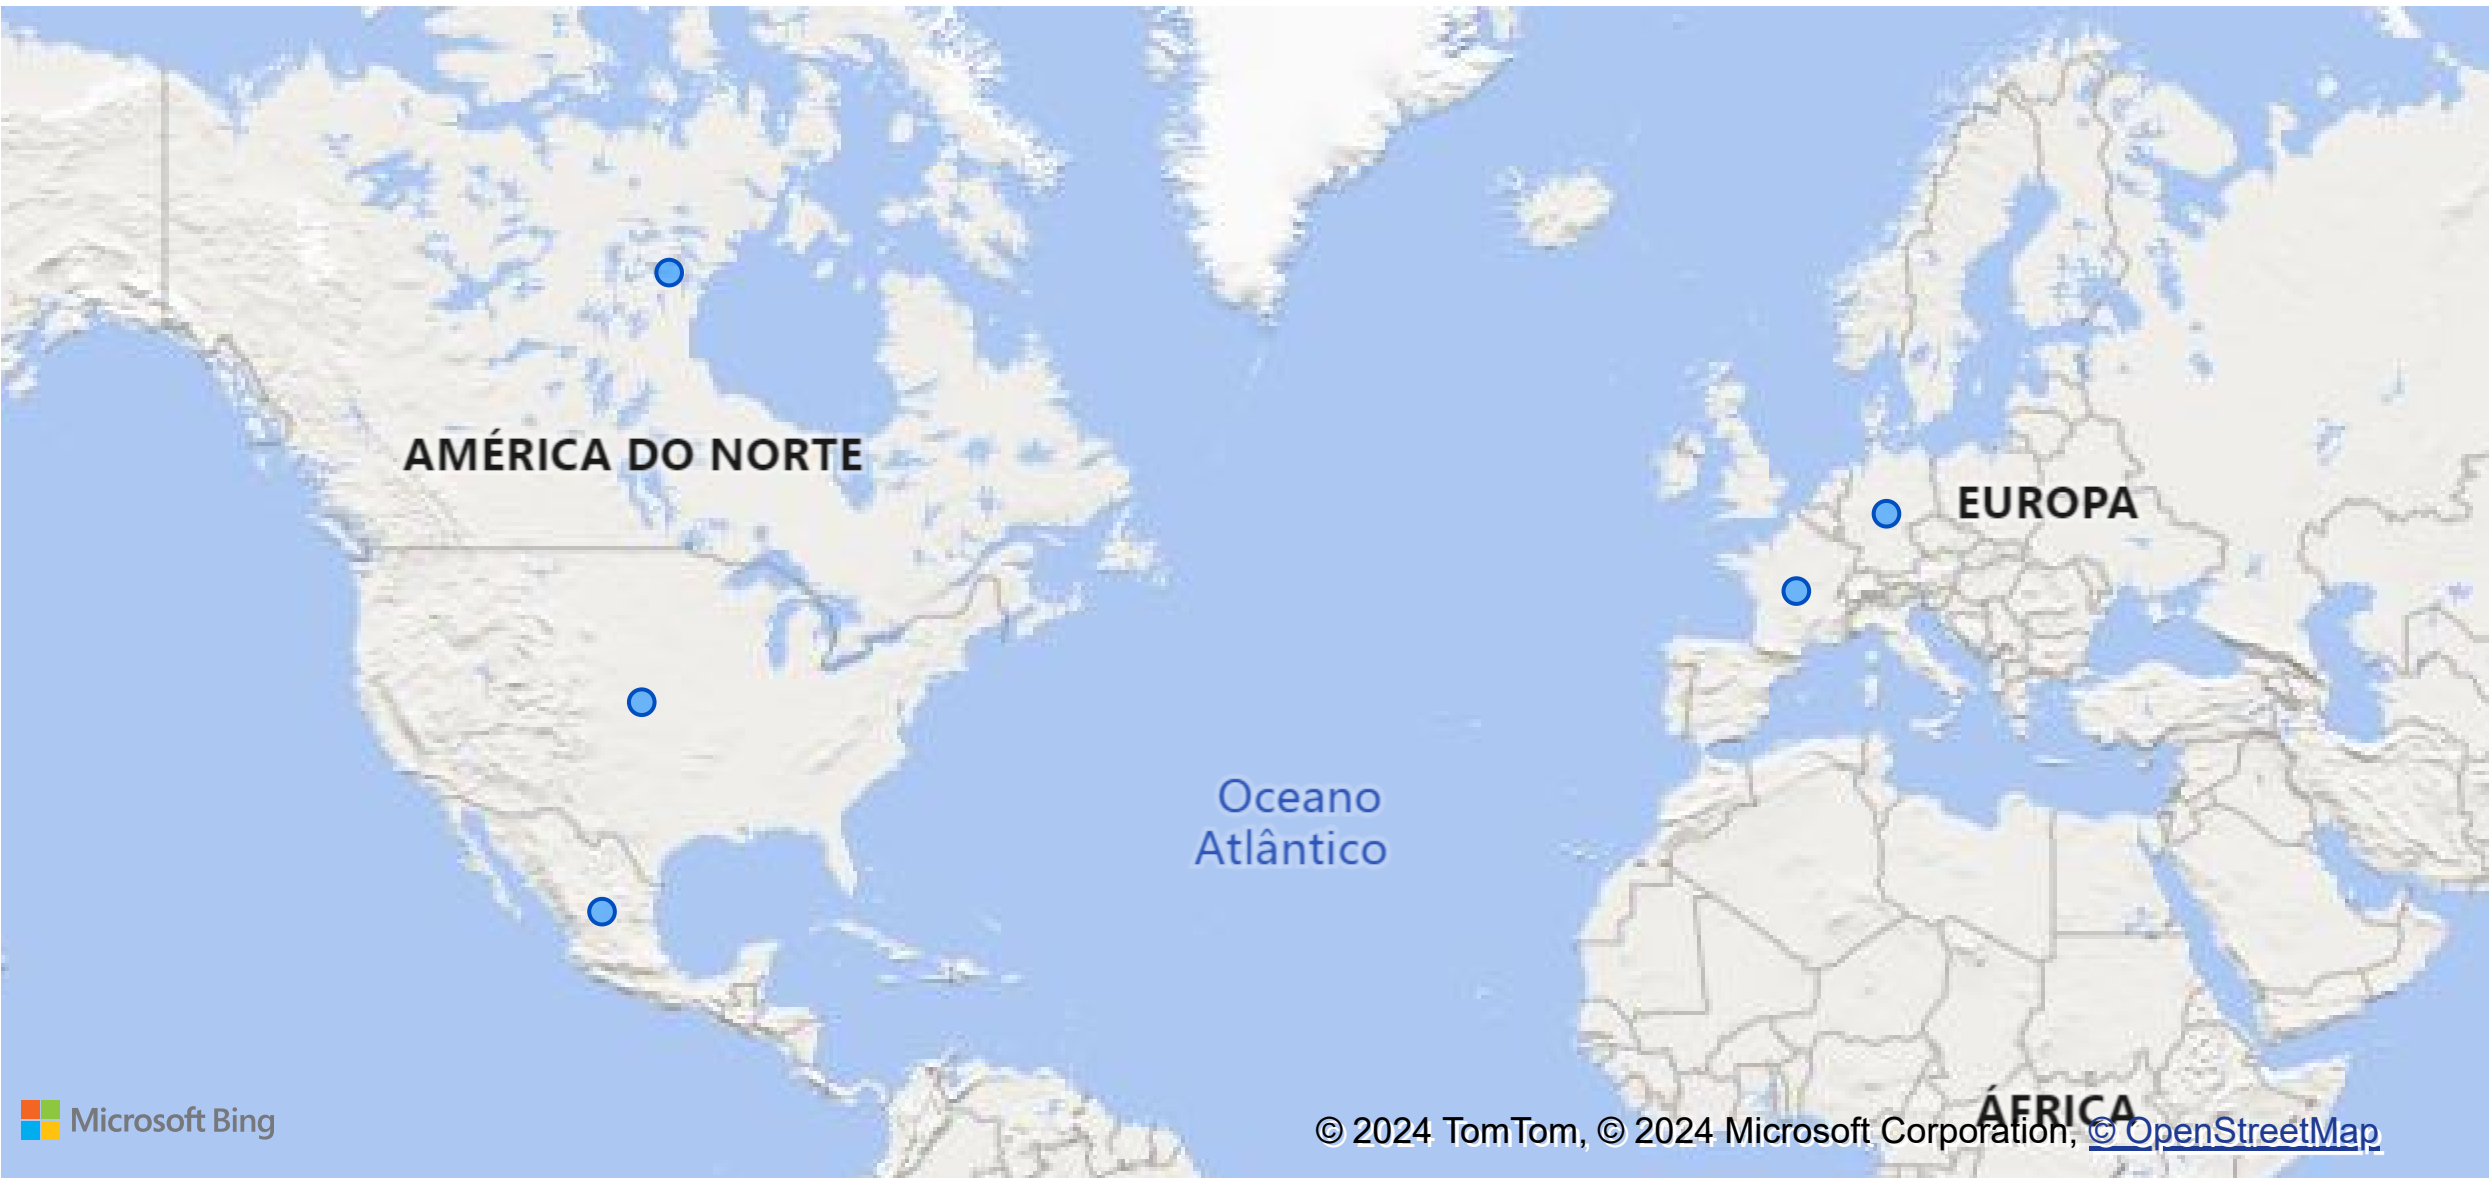 AMÉRICA DO NORTE
EUROPA
Oceano
Atlântico
ÁFRICA
Microsoft Bing
© 2024 TomTom, © 2024 Microsoft Corporation, © OpenStreetMap